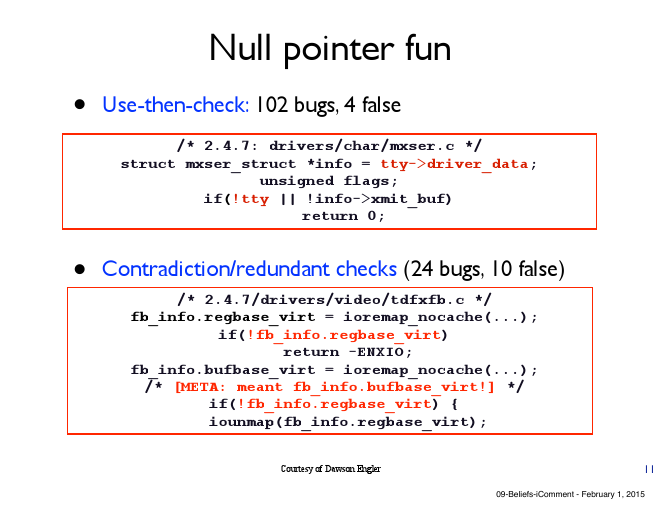 Null pointer fun
• Use-then-check: 102 bugs, 4 false
/* 2.4.7: drivers/char/mxser.c */
struct mxser_struct *info = tty->driver_data;
unsigned flags;
if(!tty || !info->xmit_buf)
return 0;
• Contradiction/redundant checks (24 bugs, 10 false)
/* 2.4.7/drivers/video/tdfxfb.c */
fb_info.regbase_virt = ioremap_nocache(...);
if(!fb_info.regbase_virt)
return -ENXIO;
fb_info.bufbase_virt = ioremap_nocache(...);
/* [META: meant fb_info.bufbase_virt!] */
if(!fb_info.regbase_virt) {
iounmap(fb_info.regbase_virt);
Courtesy of Dawson Engler
11
09-Beliefs-iComment - February 1, 2015